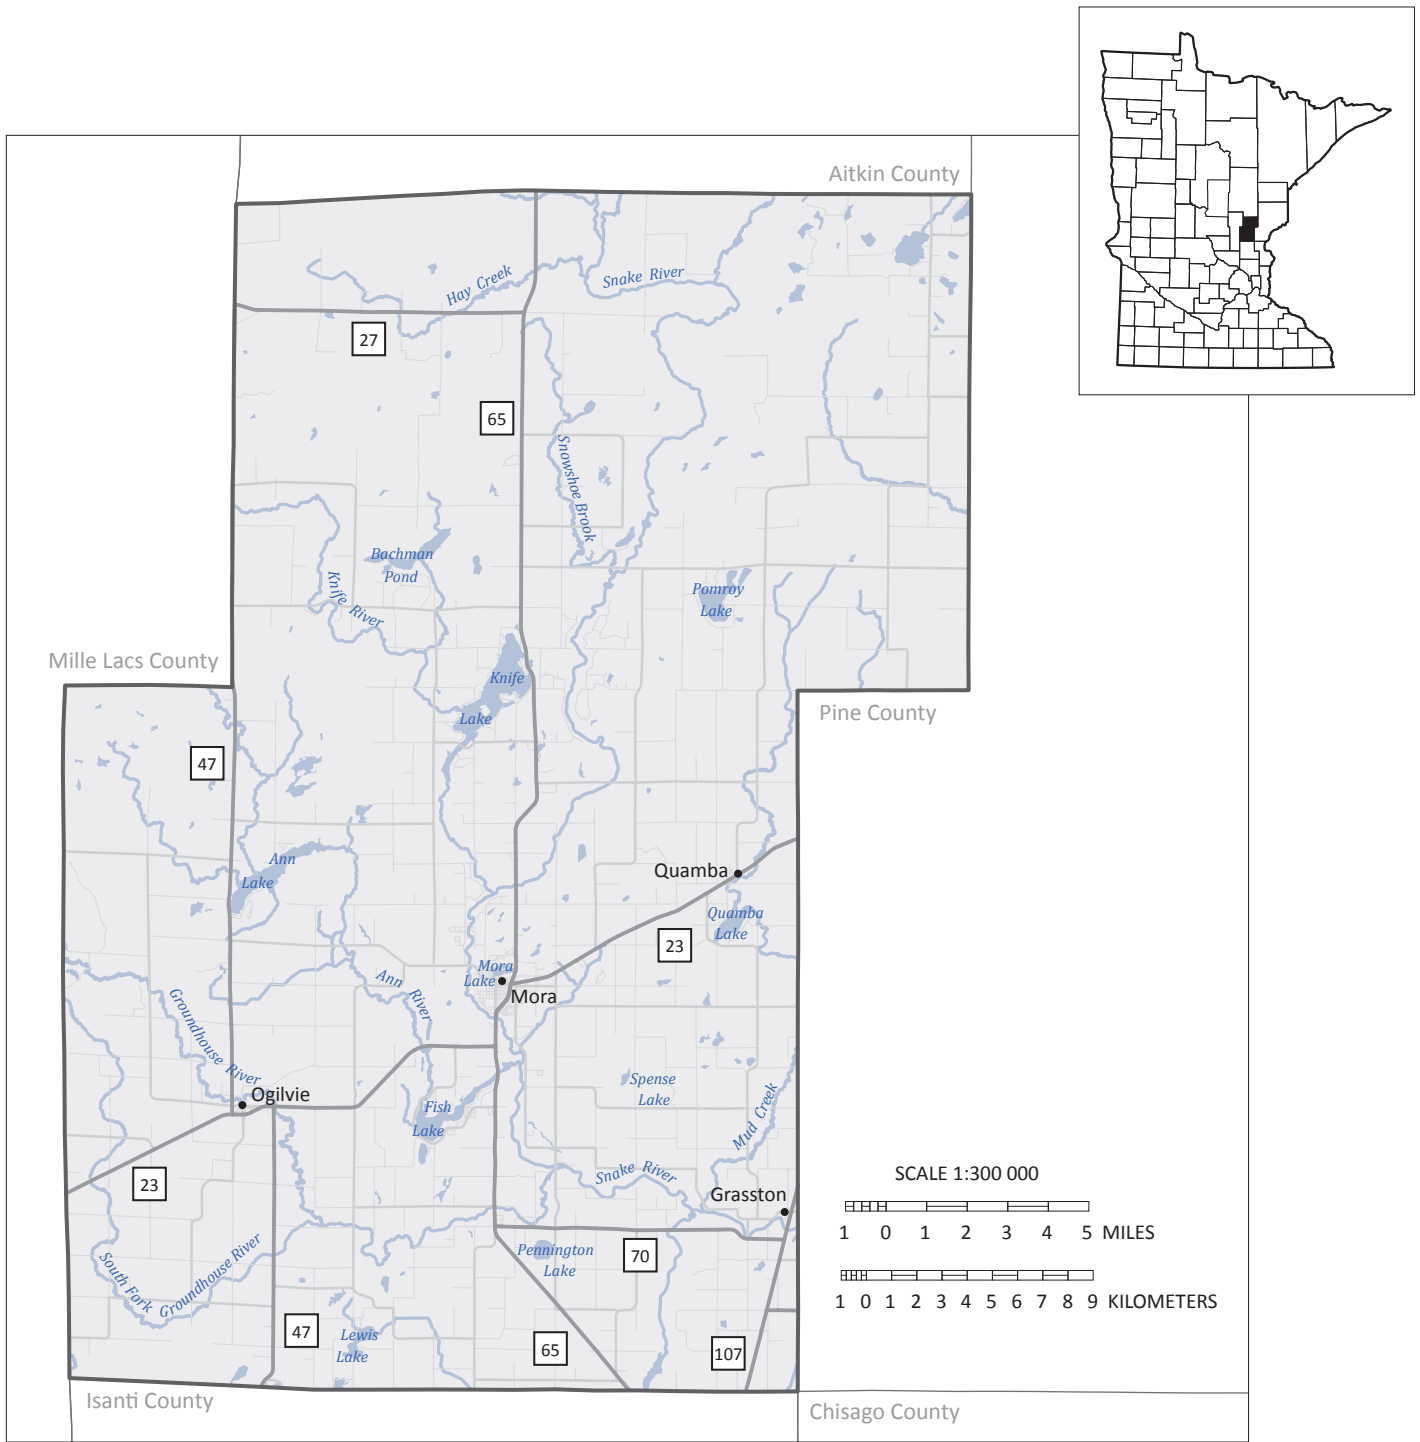 Aitkin County
Hay Creek
Snake River
27
65
Snowshoe Brook
Bachman
Pond
Knife River
Pomroy
Lake
Mille Lacs County
Knife
Lake
Pine County
47
Ann
Lake
Quamba
Quamba
Lake
23
Mora
Lake
Mora
Ann River
Groundhouse River
Ogilvie
Spense
Lake
Fish
Lake
Mud Creek
23
Snake River
Grasston
SCALE 1:300 000
1 0 1 2 3 4 5 MILES
Pennington
Lake
70
South Fork Groundhouse River
1 0 1 2 3 4 5 6 7 8 9 KILOMETERS
47
Lewis
Lake
65
107
Isanti County
Chisago County